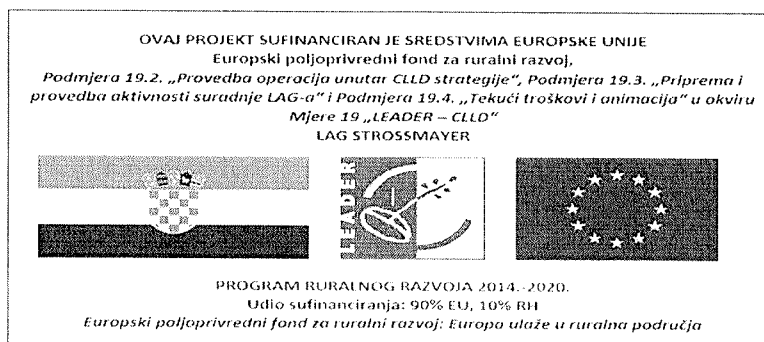 OVAJ PROJEKT SUFINANCIRAN JE SREDSTVIMA EUROPSKE UNIJE
Europski poljoprivredni fond za ruralni razvoj,
Podmjera 19.2. „Provedba operacija unutar CLLD strategije“, Podmjera 19.3. „Priprema i
provedba aktivnosti suradnje LAG-a“ i Podmjera 19.4. „Tekući troškovi i animacija“ u okviru
Mjere 19 „LEADER – CLLD“
LAG STROSSMAYER
LEADER
PROGRAM RURALNOG RAZVOJA 2014.-2020.
Udio sufinanciranja: 90% EU, 10% RH
Europski poljoprivredni fond za ruralni razvoj: Europa ulaže u ruralna područja